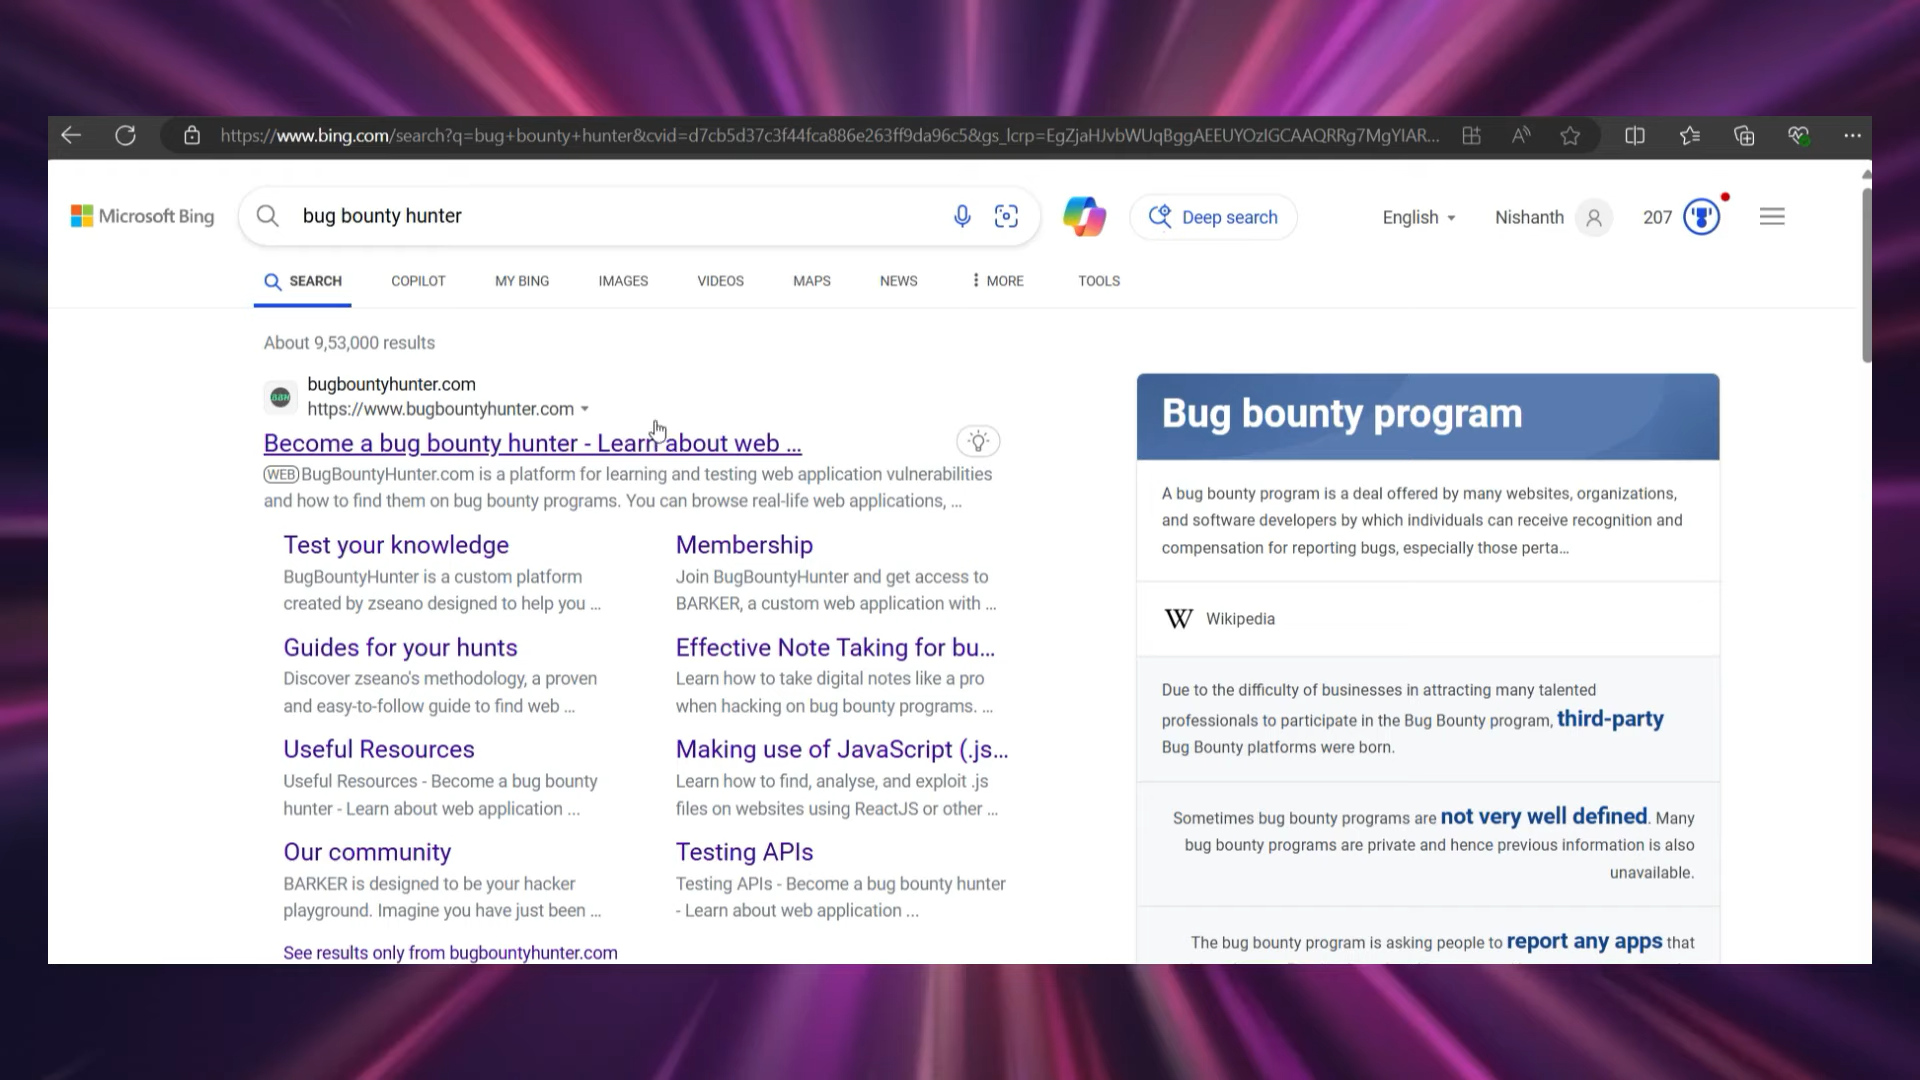 https://www.bing.com/search?q=bug+bounty+hunter&cvid=d7cb5d37c3f44fca886e263ff9da96c5&gs_lcrp=EgZjaHJvbWUqBggAEEUYOzIGCAAQRRg7MgYIAR...
Microsoft Bing
bug bounty hunter
Deep search
English
Nishanth
207
SEARCH
COPILOT
MY BING
IMAGES
VIDEOS
MAPS
NEWS
MORE
TOOLS
About 9,53,000 results
BBH
bugbountyhunter.com
https://www.bugbountyhunter.com
Become a bug bounty hunter - Learn about web ...
WEB BugBountyHunter.com is a platform for learning and testing web application vulnerabilities
and how to find them on bug bounty programs. You can browse real-life web applications, ...
Test your knowledge
BugBountyHunter is a custom platform
created by zseano designed to help you ...
Membership
Join BugBountyHunter and get access to
BARKER, a custom web application with ...
Guides for your hunts
Discover zseano's methodology, a proven
and easy-to-follow guide to find web ...
Effective Note Taking for bu...
Learn how to take digital notes like a pro
when hacking on bug bounty programs. ...
Useful Resources
Useful Resources - Become a bug bounty
hunter - Learn about web application ...
Making use of JavaScript (.js...
Learn how to find, analyse, and exploit .js
files on websites using ReactJS or other ...
Our community
BARKER is designed to be your hacker
playground. Imagine you have just been ...
Testing APIs
Testing APIs - Become a bug bounty hunter
- Learn about web application ...
See results only from bugbountyhunter.com
Bug bounty program
A bug bounty program is a deal offered by many websites, organizations,
and software developers by which individuals can receive recognition and
compensation for reporting bugs, especially those perta...
W Wikipedia
Due to the difficulty of businesses in attracting many talented
professionals to participate in the Bug Bounty program, third-party
Bug Bounty platforms were born.
Sometimes bug bounty programs are not very well defined. Many
bug bounty programs are private and hence previous information is also
unavailable.
The bug bounty program is asking people to report any apps that